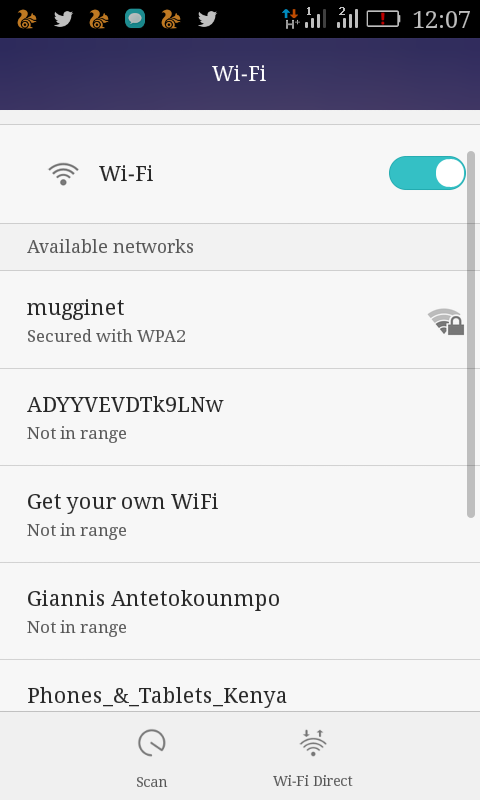 1 2 H+ 12:07
Wi-Fi
Wi-Fi
Available networks
mugginet
Secured with WPA2
ADYYVEVDTk9LNw
Not in range
Get your own WiFi
Not in range
Giannis Antetokounmpo
Not in range
Phones_&_Tablets_Kenya
Scan
Wi-Fi Direct